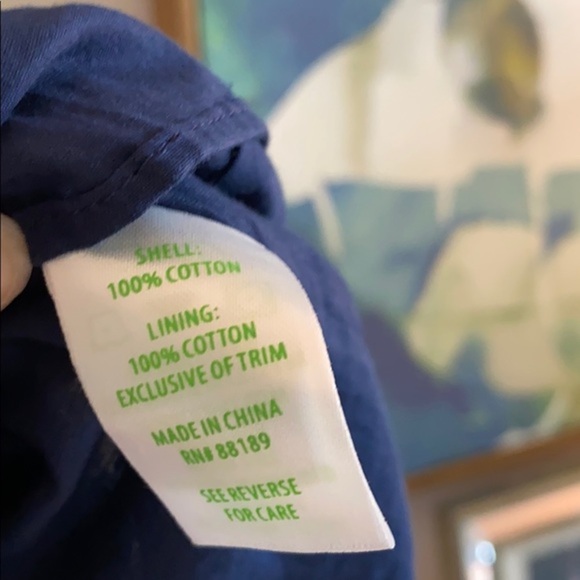 SHELL:
100% COTTON
LINING:
100% COTTON
EXCLUSIVE OF TRIM
MADE IN CHINA
RN# 88189
SEE REVERSE
FOR CARE